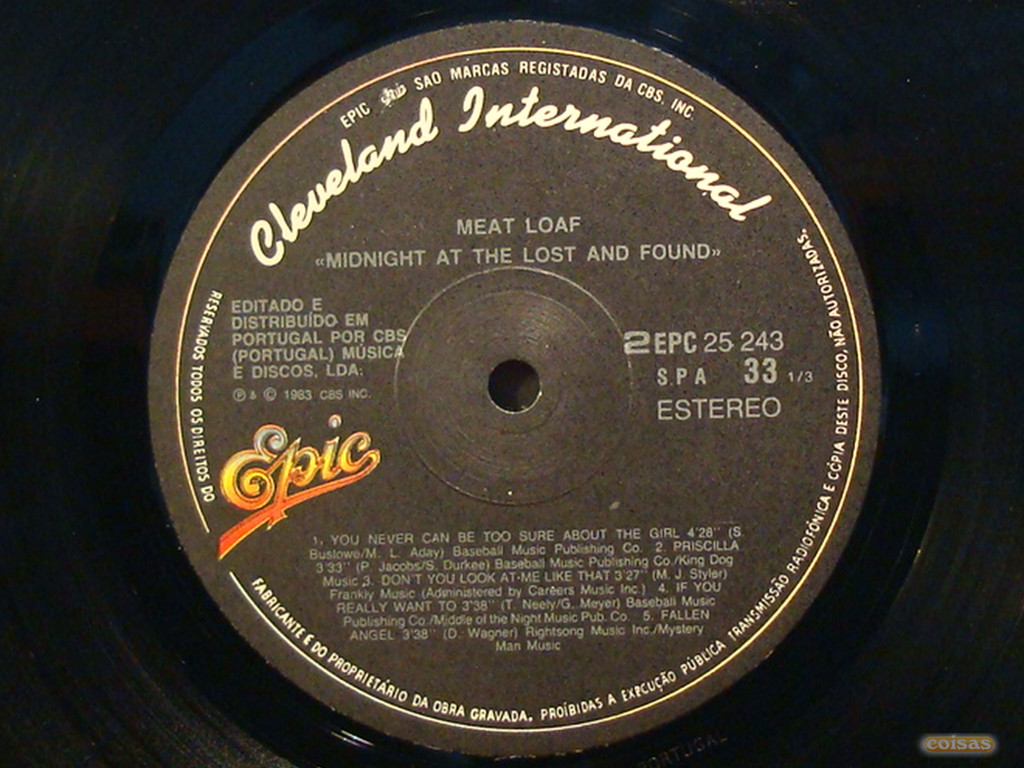 EPIC SAO MARCAS REGISTADAS DA CBS, INC
Cleveland International
MEAT LOAF
«MIDNIGHT AT THE LOST AND FOUND»
EDITADO E
DISTRIBUÍDO EM
PORTUGAL POR CBS
(PORTUGAL) MÚSICA
E DISCOS, LDA:
℗ & © 1983 CBS INC.
2 EPC 25 243
S.P A 33 1/3
ESTEREO
Epic
1, YOU NEVER CAN BE TOO SURE ABOUT THE GIRL 4'28'' (S.
Buslowe/M. L. Aday) Baseball Music Publishing Co. 2. PRISCILLA
3'33'' (P. Jacobs/S. Durkee) Baseball Music Publishing Co./King Dog
Music 3. DON'T YOU LOOK AT ME LIKE THAT 3'27'' (M. J. Styler)
Frankly Music (Administered by Careers Music Inc.) 4. IF YOU
REALLY WANT TO 3'38'' (T. Neely/G. Meyer) Baseball Music
Publishing Co./Middle of the Night Music Pub. Co. 5. FALLEN
ANGEL 3'38'' (D. Wagner) Rightsong Music Inc./Mystery
Man Music
RESERVADOS TODOS OS DIREITOS DO
FABRICANTE E DO PROPRIETÁRIO DA OBRA GRAVADA. PROÍBIDAS A EXECUÇÃO PÚBLICA TRANSMISSÃO RADIOFÓNICA E CÓPIA DESTE DISCO, NÃO AUTORIZADAS.
PORTUGAL
coisas